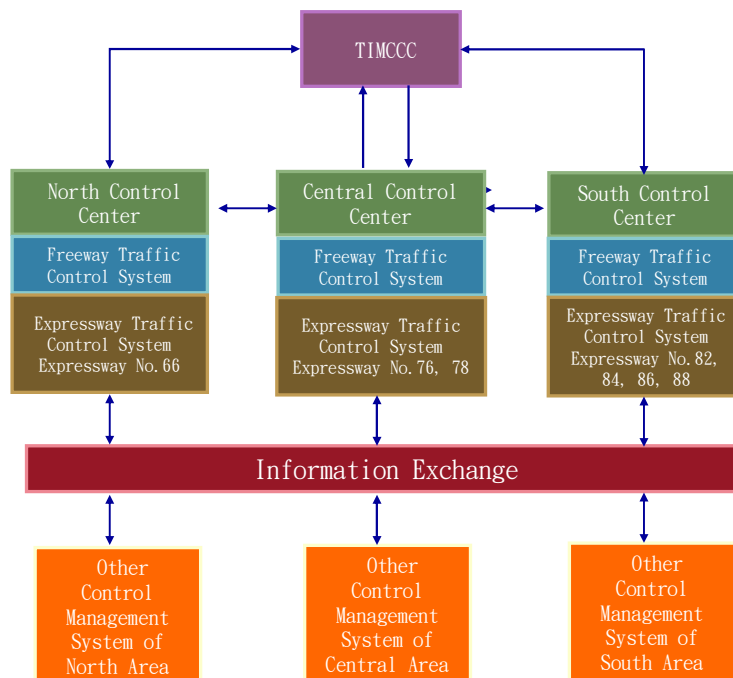 TIMCCC
North Control
Center
Central Control
Center
South Control
Center
Freeway Traffic
Control System
Freeway Traffic
Control System
Freeway Traffic
Control System
Expressway Traffic
Control System
Expressway No.66
Expressway Traffic
Control System
Expressway No.76, 78
Expressway Traffic
Control System
Expressway No.82,
84, 86, 88
Information Exchange
Other
Control
Management
System of
North Area
Other
Control
Management
System of
Central Area
Other
Control
Management
System of
South Area